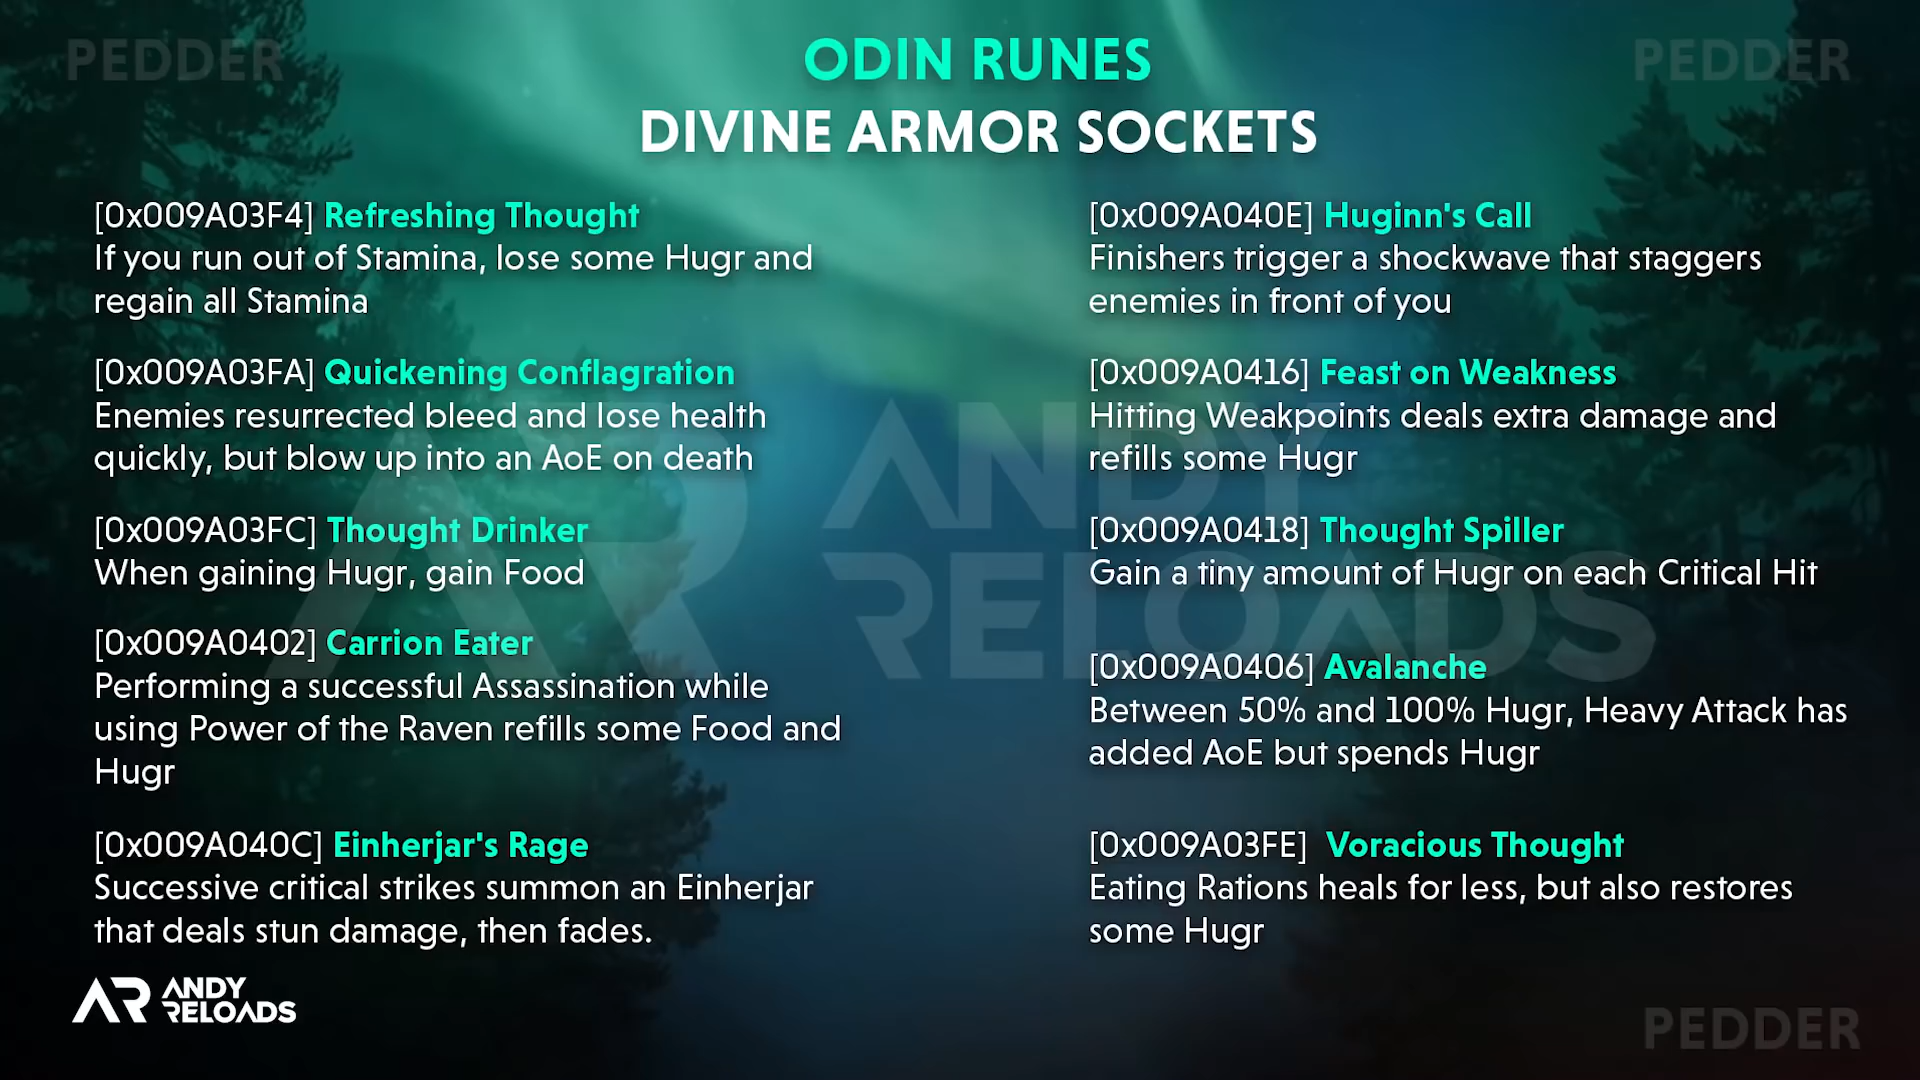 PEDDER
PEDDER
ODIN RUNES
DIVINE ARMOR SOCKETS
[0x009A03F4] Refreshing Thought
If you run out of Stamina, lose some Hugr and
regain all Stamina
[0x009A03FA] Quickening Conflagration
Enemies resurrected bleed and lose health
quickly, but blow up into an AoE on death
[0x009A03FC] Thought Drinker
When gaining Hugr, gain Food
[0x009A0402] Carrion Eater
Performing a successful Assassination while
using Power of the Raven refills some Food and
Hugr
[0x009A040C] Einherjar's Rage
Successive critical strikes summon an Einherjar
that deals stun damage, then fades.
[0x009A040E] Huginn's Call
Finishers trigger a shockwave that staggers
enemies in front of you
[0x009A0416] Feast on Weakness
Hitting Weakpoints deals extra damage and
refills some Hugr
[0x009A0418] Thought Spiller
Gain a tiny amount of Hugr on each Critical Hit
[0x009A0406] Avalanche
Between 50% and 100% Hugr, Heavy Attack has
added AoE but spends Hugr
[0x009A03FE] Voracious Thought
Eating Rations heals for less, but also restores
some Hugr
AR ANDY
RELOADS
AR ANDY
RELOADS
PEDDER